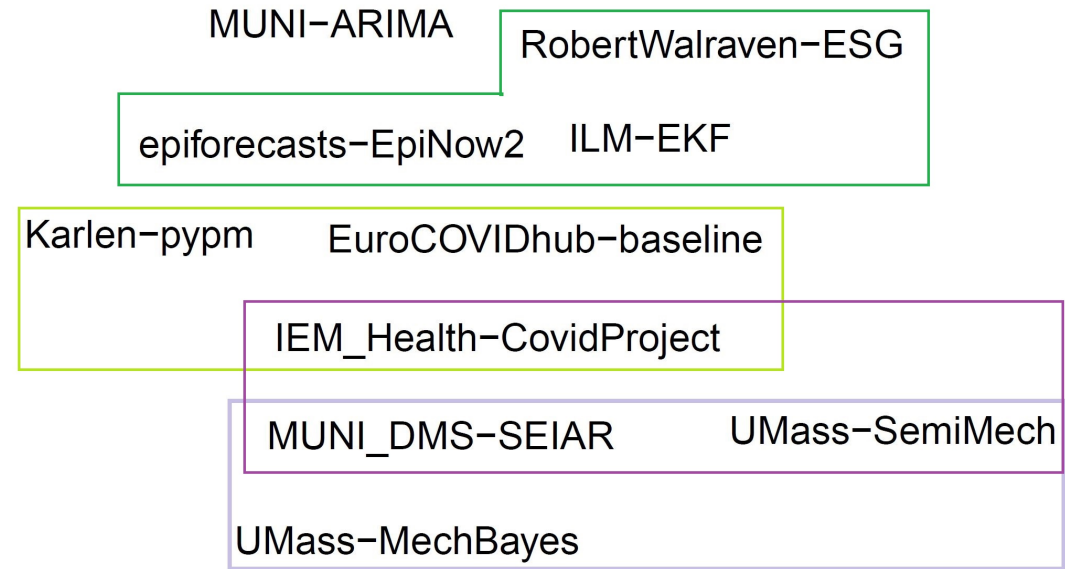 MUNI−ARIMA
RobertWalraven−ESG
epiforecasts−EpiNow2
ILM−EKF
Karlen−pypm
EuroCOVIDhub−baseline
IEM_Health−CovidProject
MUNI_DMS−SEIAR
UMass−SemiMech
UMass−MechBayes